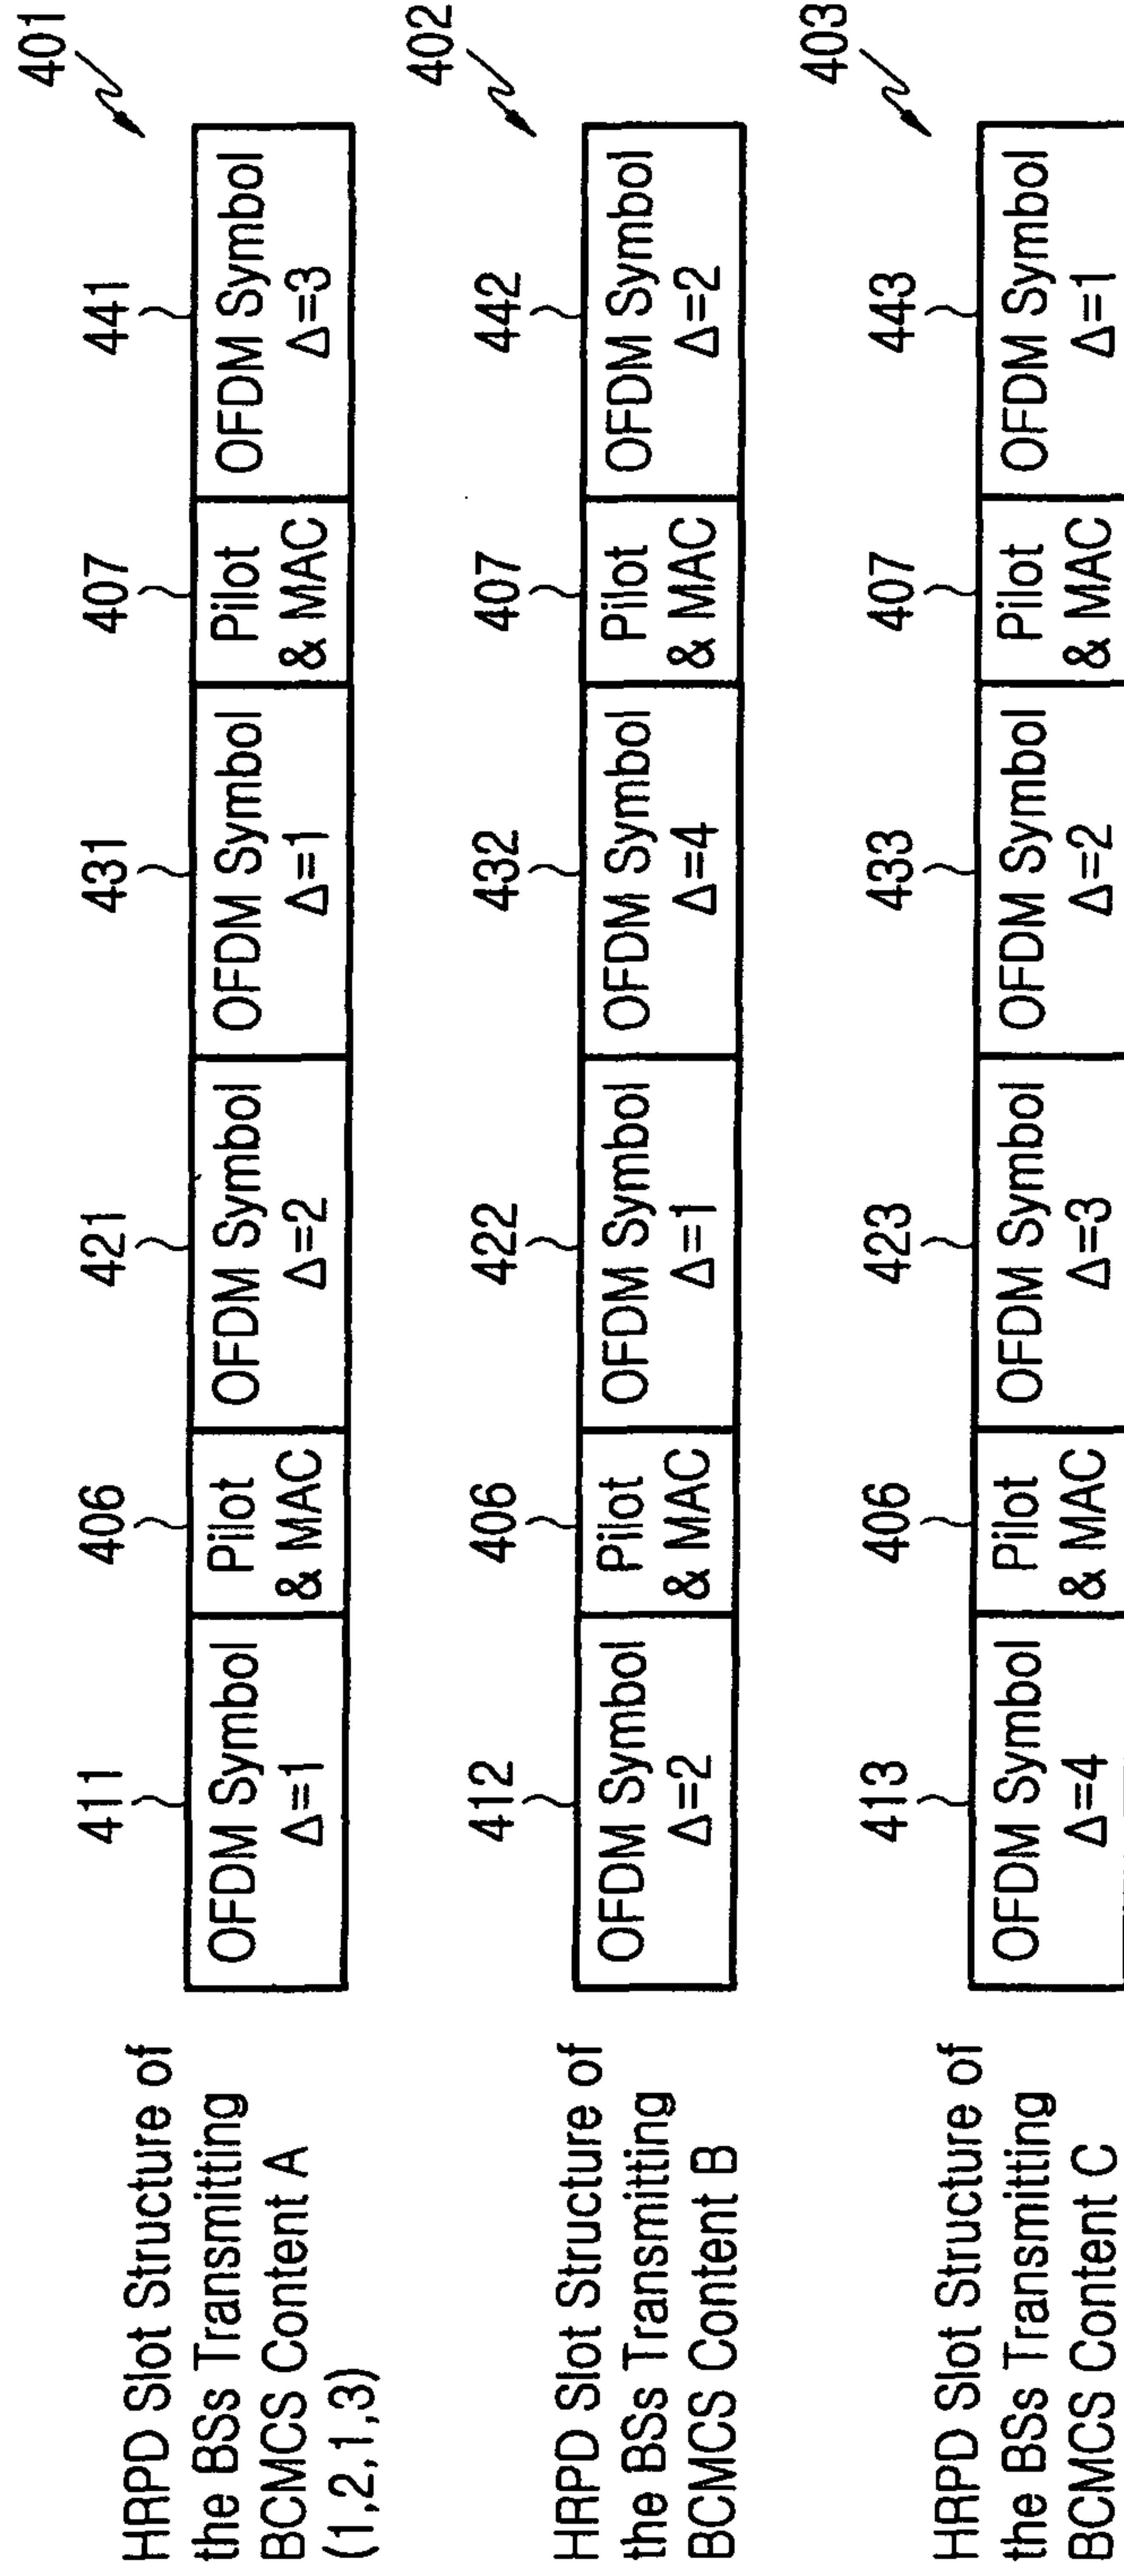 401
HRPD Slot Structure of
the BSs Transmitting
BCMCS Content A
(1,2,1,3)
411
406
421
431
407
441
OFDM Symbol
Δ=1
Pilot
& MAC
OFDM Symbol
Δ=2
OFDM Symbol
Δ=1
Pilot
& MAC
OFDM Symbol
Δ=3
402
HRPD Slot Structure of
the BSs Transmitting
BCMCS Content B
412
406
422
432
407
442
OFDM Symbol
Δ=2
Pilot
& MAC
OFDM Symbol
Δ=1
OFDM Symbol
Δ=4
Pilot
& MAC
OFDM Symbol
Δ=2
403
HRPD Slot Structure of
the BSs Transmitting
BCMCS Content C
413
406
423
433
407
443
OFDM Symbol
Δ=4
Pilot
& MAC
OFDM Symbol
Δ=3
OFDM Symbol
Δ=2
Pilot
& MAC
OFDM Symbol
Δ=1